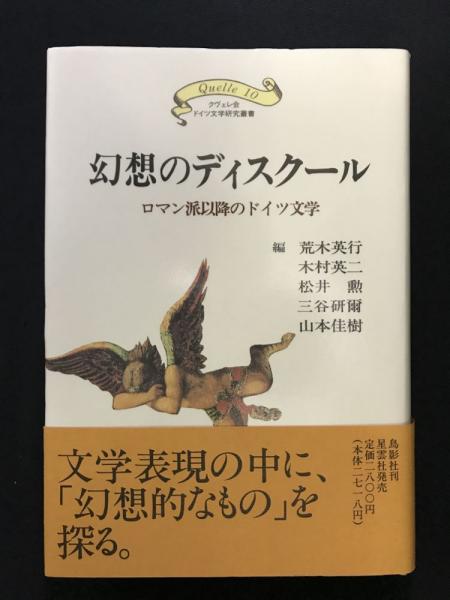 Quelle 10
クヴェレ会
ドイツ文学研究叢書
幻想のディスクール
ロマン派以降のドイツ文学
編 荒木英行
木村英二
松井 勲
三谷研爾
山本佳樹
文学表現の中に、
「幻想的なもの」を
探る。
鳥影社刊
星雲社発売
定価二八〇〇円
(本体二七一八円)